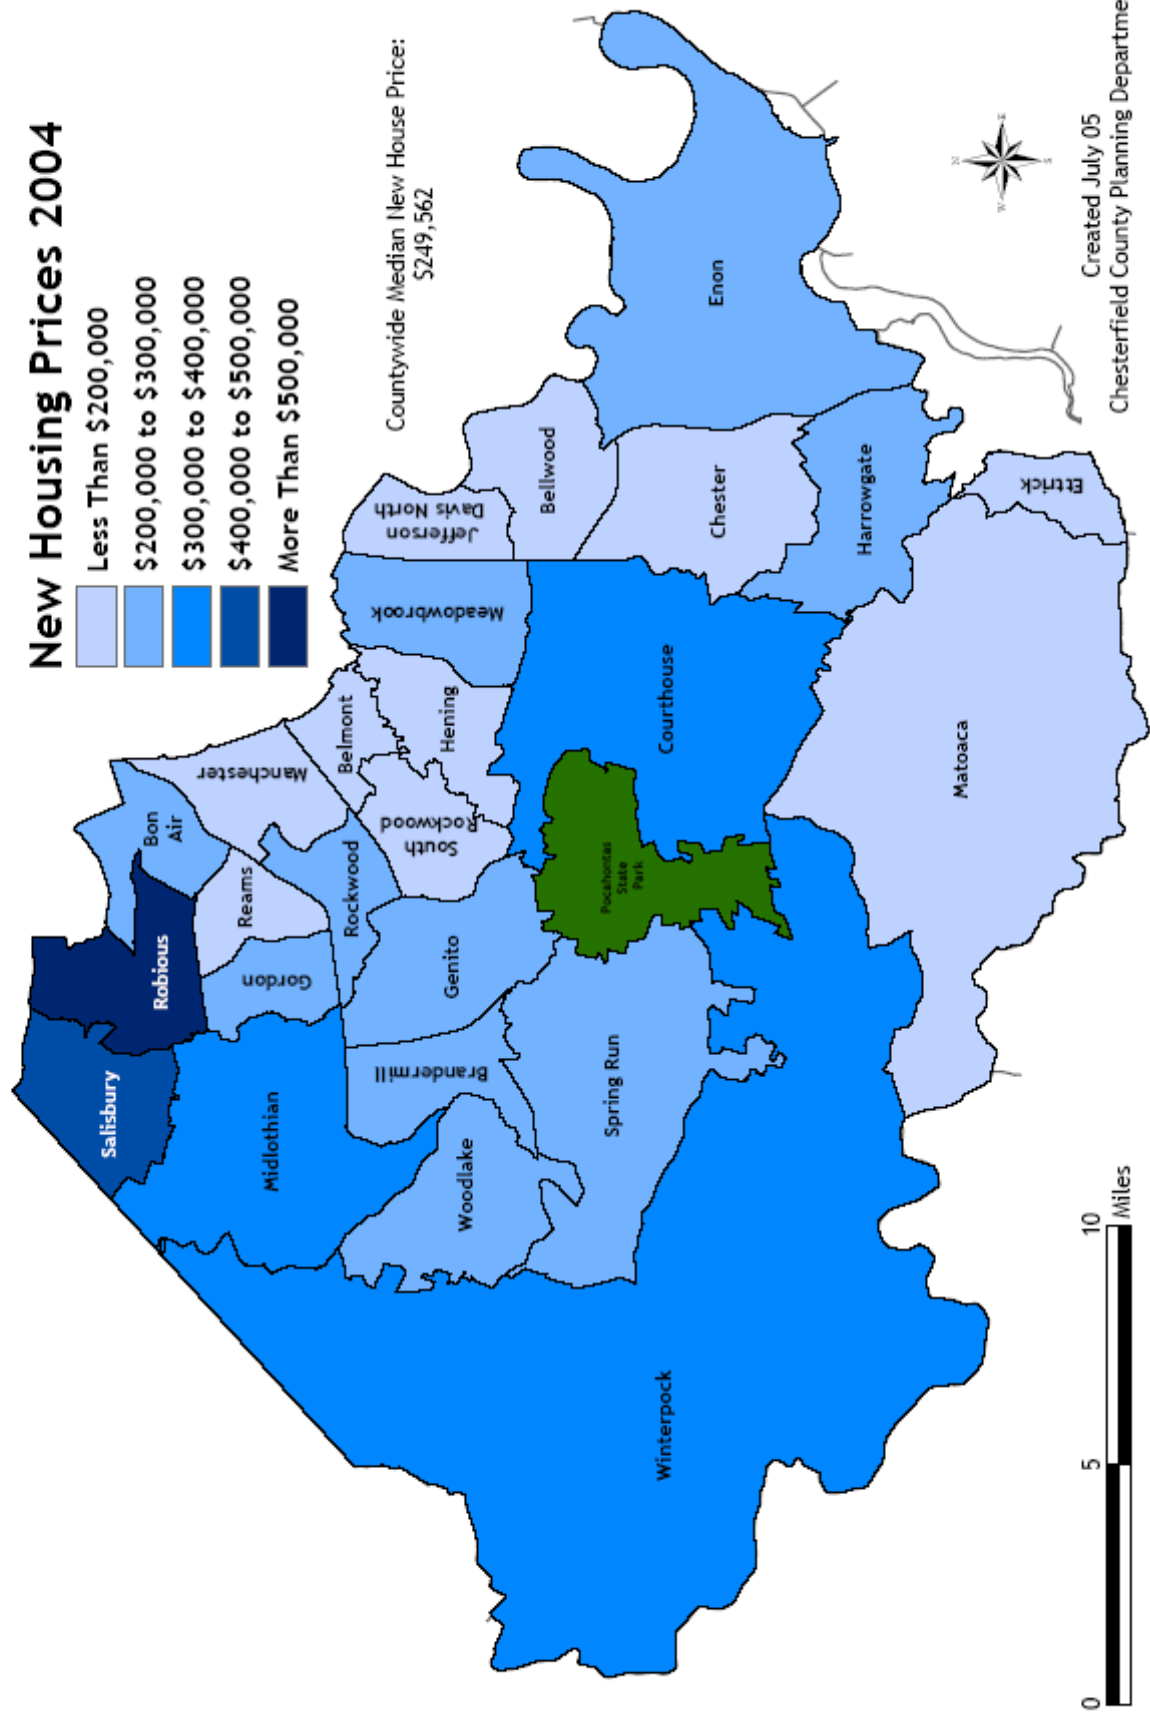 New Housing Prices 2004
Less Than $200,000
$200,000 to $300,000
$300,000 to $400,000
$400,000 to $500,000
More Than $500,000
Countywide Median New House Price:
$249,562
Salisbury
Robious
Bon
Air
Manchester
Reams
Gordon
Midlothian
Rockwood
Belmont
Hening
South
Rockwood
Meadowbrook
Jefferson
Davis North
Bellwood
Genito
Brandermill
Woodlake
Spring Run
Pocahontas
State
Park
Courthouse
Chester
Enon
Harrowgate
Ettrick
Matoaca
Winterpock
N
W
E
S
0
5
10
Miles
Created July 05
Chesterfield County Planning Departme